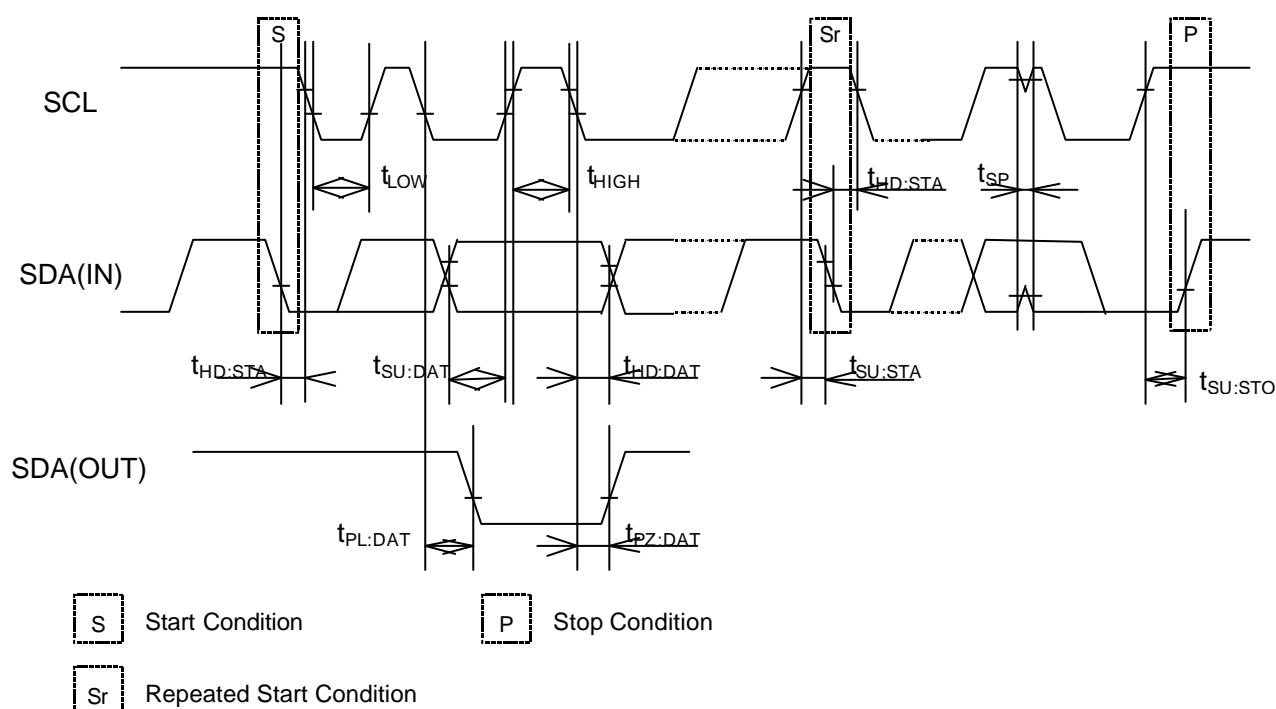 S
Sr
P
SCL
tLOW
tHIGH
tHD:STA
tSP
SDA(IN)
tHD:STA
tSU:DAT
tHD:DAT
tSU;STA
tSU:STO
SDA(OUT)
tPL:DAT
tPZ:DAT
S Start Condition
P Stop Condition
Sr Repeated Start Condition